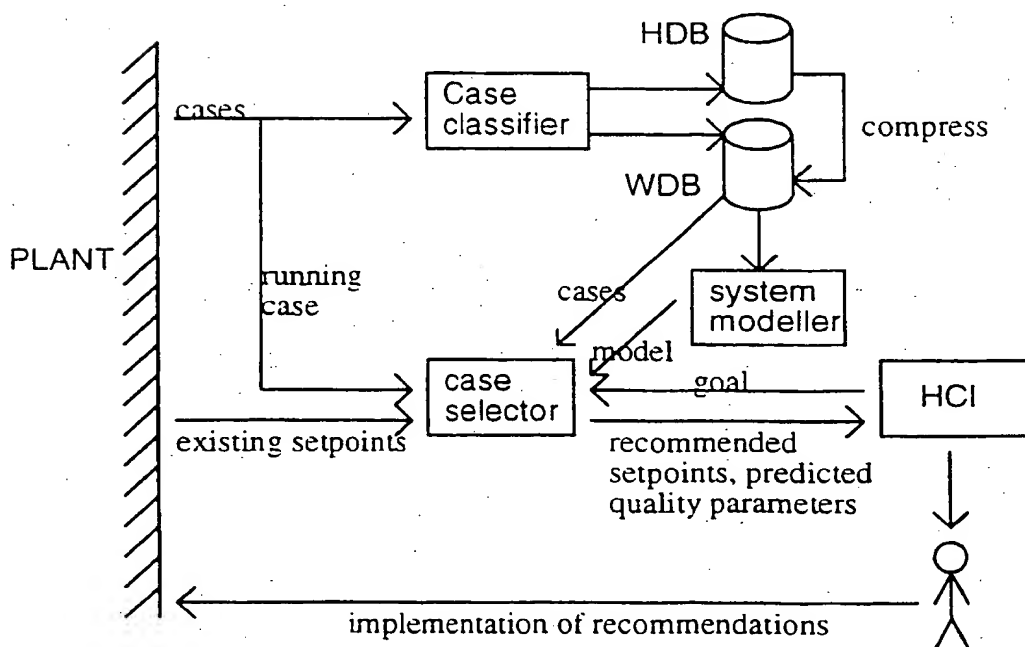 HDB
cases
Case
classifier
compress
WDB
PLANT
running
case
cases
system
modeller
model
case
selector
goal
HCI
existing setpoints
recommended
setpoints, predicted
quality parameters
implementation of recommendations